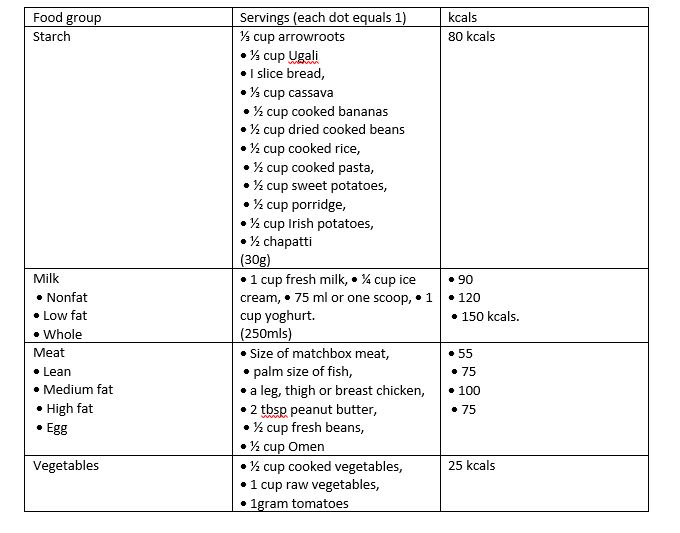 Food group Servings (each dot equals 1) kcals
Starch ⅓ cup arrowroots 80 kcals
• ⅓ cup Ugali
• I slice bread,
• ⅓ cup cassava
• ½ cup cooked bananas
• ½ cup dried cooked beans
• ½ cup cooked rice,
• ½ cup cooked pasta,
• ½ cup sweet potatoes,
• ½ cup porridge,
• ½ cup Irish potatoes,
• ½ chapatti
(30g)
Milk • 1 cup fresh milk, • ¼ cup ice • 90
• Nonfat cream, • 75 ml or one scoop, • 1 • 120
• Low fat cup yoghurt. • 150 kcals.
• Whole (250mls)
Meat • Size of matchbox meat, • 55
• Lean • palm size of fish, • 75
• Medium fat • a leg, thigh or breast chicken, • 100
• High fat • 2 tbsp peanut butter, • 75
• Egg • ½ cup fresh beans,
• ½ cup Omen
Vegetables • ½ cup cooked vegetables, 25 kcals
• 1 cup raw vegetables,
• 1gram tomatoes